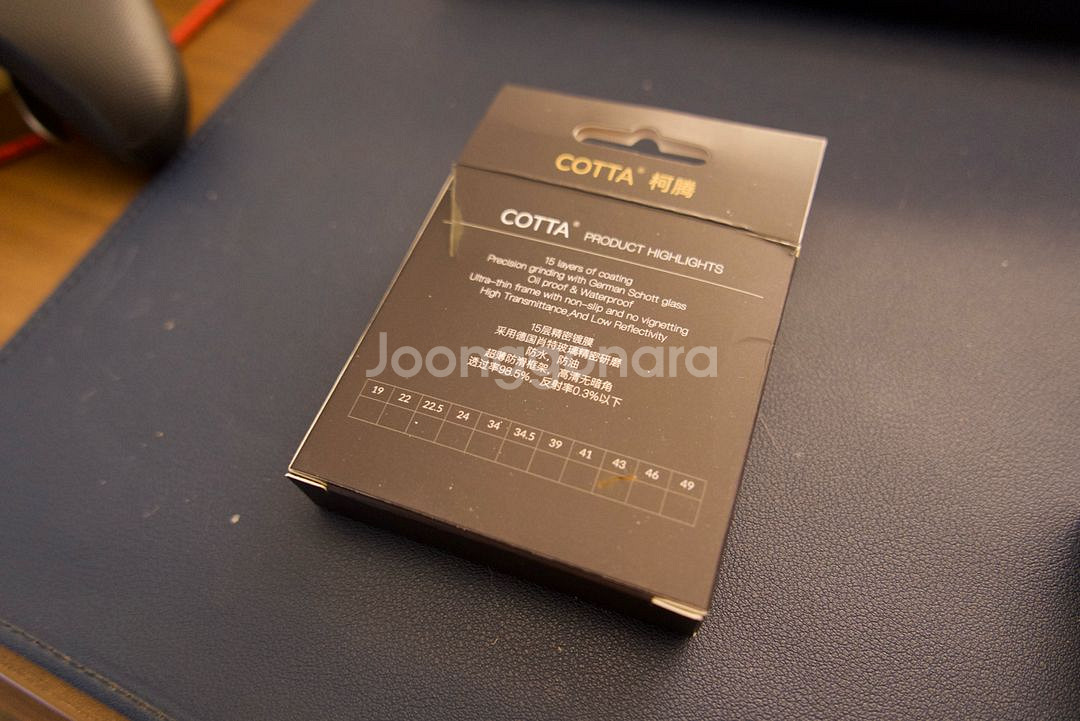 COTTA® 柯腾
COTTA® PRODUCT HIGHLIGHTS
15 layers of coating
Precision grinding with German Schott glass
Oil proof & Waterproof
Ultra-thin frame with non-slip and no vignetting
High Transmittance,And Low Reflectivity
15层精密镀膜
采用德国肖特玻璃精密研磨
防水，防油
超薄防滑框架，高清无暗角
透过率98.5%，反射率0.3%以下
19 22 22.5 24 34 34.5 39 41 43 46 49
Joonggonara